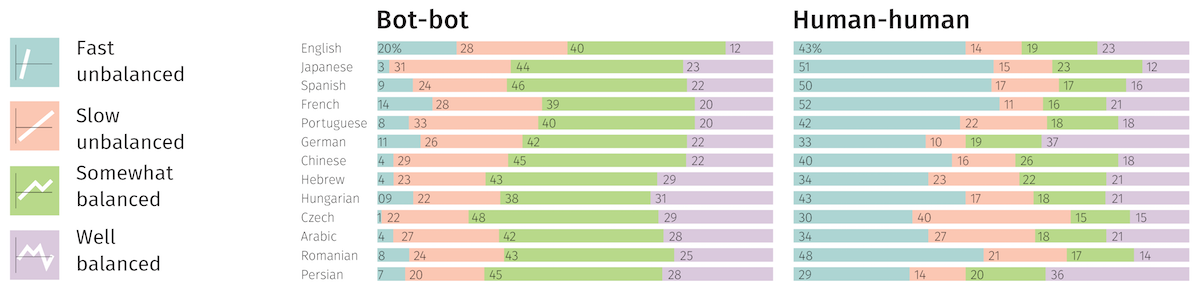 Bot-bot Human-human
Fast
unbalanced
Slow
unbalanced
Somewhat
balanced
Well
balanced
English 20% 28 40 12 43% 14 19 23
Japanese 3 31 44 23 51 15 23 12
Spanish 9 24 46 22 50 17 17 16
French 14 28 39 20 52 11 16 21
Portuguese 8 33 40 20 42 22 18 18
German 11 26 42 22 33 10 19 37
Chinese 4 29 45 22 40 16 26 18
Hebrew 4 23 43 29 34 23 22 21
Hungarian 09 22 38 31 43 17 18 21
Czech 1 22 48 29 30 40 15 15
Arabic 4 27 42 28 34 27 18 21
Romanian 8 24 43 25 48 21 17 14
Persian 7 20 45 28 29 14 20 36